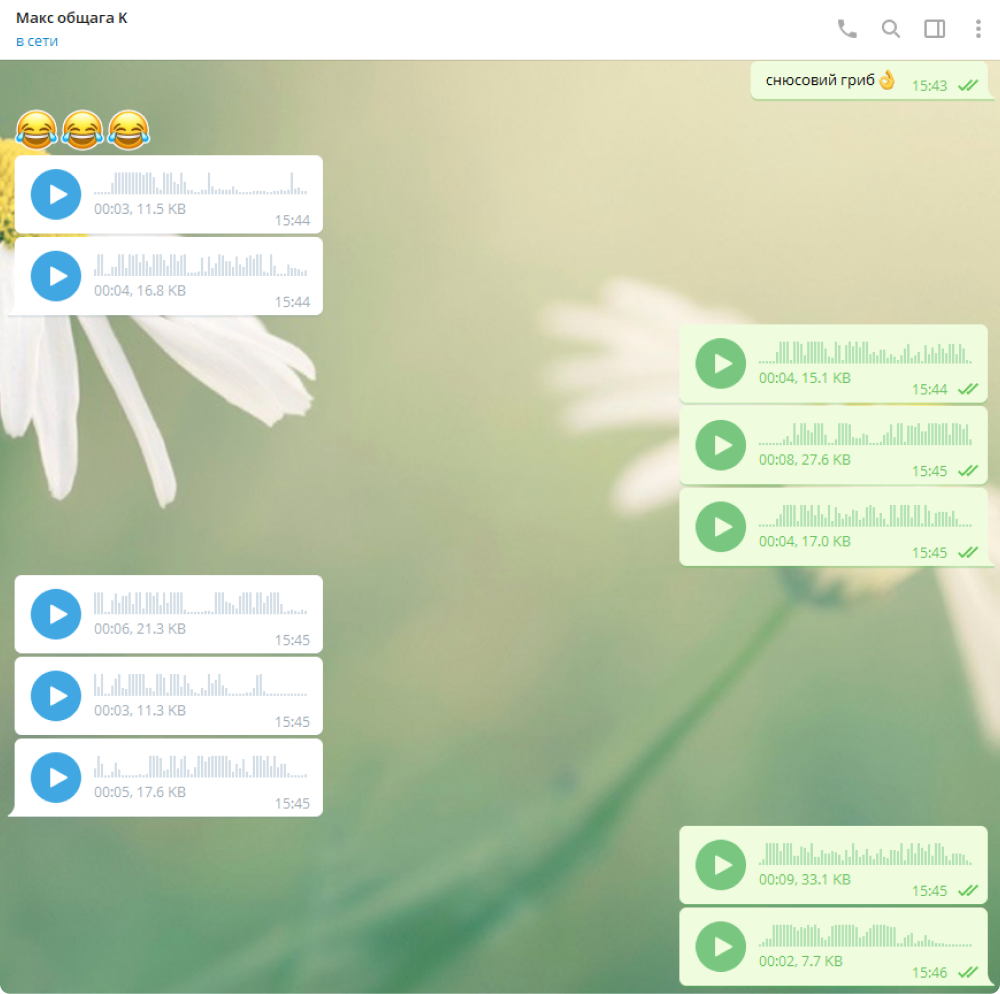 Макс общага К
в сети
снюсовий гриб👌 15:43
😂😂😂
00:03, 11.5 KB
15:44
00:04, 16.8 KB
15:44
00:04, 15.1 KB
15:44
00:08, 27.6 KB
15:45
00:04, 17.0 KB
15:45
00:06, 21.3 KB
15:45
00:03, 11.3 KB
15:45
00:05, 17.6 KB
15:45
00:09, 33.1 KB
15:45
00:02, 7.7 KB
15:46